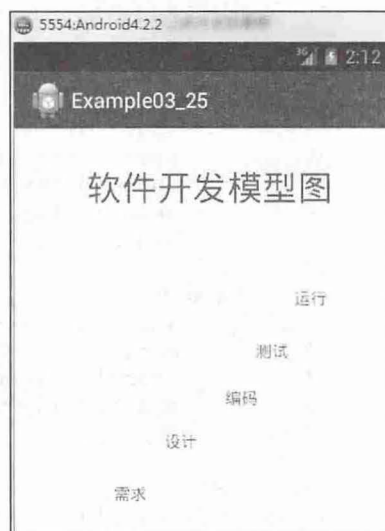 5554:Android4.2.2
3G 2:12
Example03_25
软件开发模型图
运行
测试
编码
设计
需求